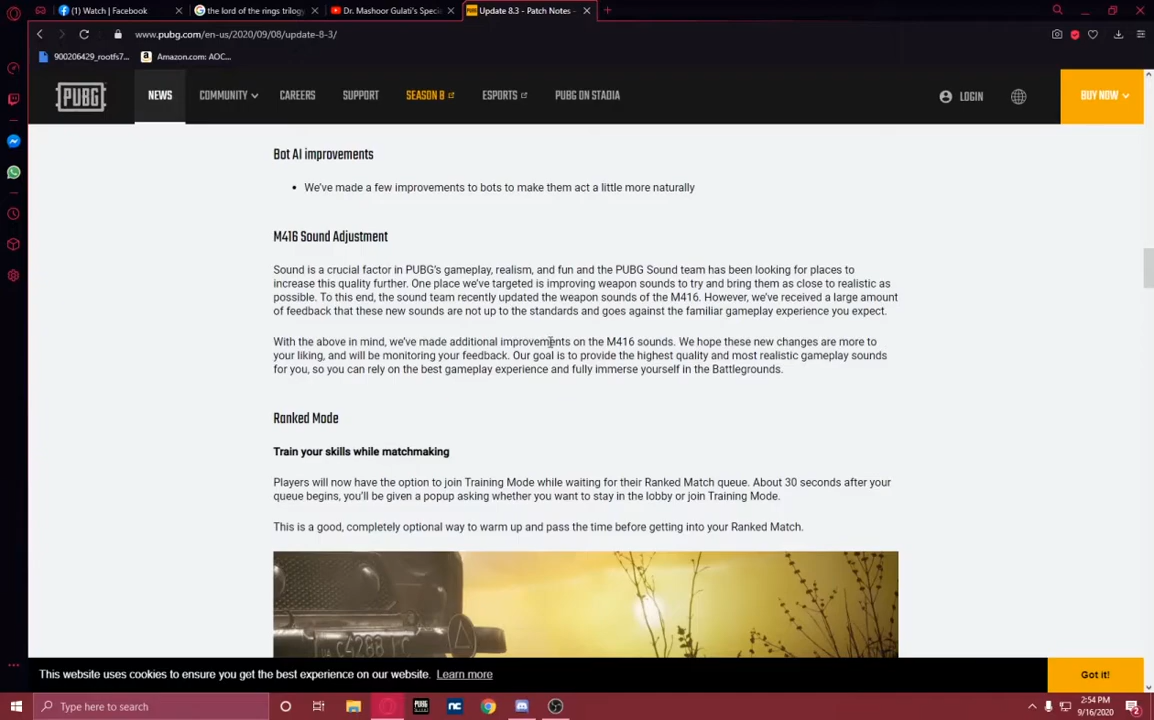 (1) Watch | Facebook
the lord of the rings trilogy
Dr. Mashoor Gulati's Speci
Update 8.3 - Patch Notes -
www.pubg.com/en-us/2020/09/08/update-8-3/
900206429_rootfs7...
Amazon.com: AOC...
PUBG
NEWS
COMMUNITY
CAREERS
SUPPORT
SEASON 8
ESPORTS
PUBG ON STADIA
LOGIN
BUY NOW
Bot AI improvements
• We've made a few improvements to bots to make them act a little more naturally
M416 Sound Adjustment
Sound is a crucial factor in PUBG's gameplay, realism, and fun and the PUBG Sound team has been looking for places to
increase this quality further. One place we've targeted is improving weapon sounds to try and bring them as close to realistic as
possible. To this end, the sound team recently updated the weapon sounds of the M416. However, we've received a large amount
of feedback that these new sounds are not up to the standards and goes against the familiar gameplay experience you expect.
With the above in mind, we've made additional improvements on the M416 sounds. We hope these new changes are more to
your liking, and will be monitoring your feedback. Our goal is to provide the highest quality and most realistic gameplay sounds
for you, so you can rely on the best gameplay experience and fully immerse yourself in the Battlegrounds.
Ranked Mode
Train your skills while matchmaking
Players will now have the option to join Training Mode while waiting for their Ranked Match queue. About 30 seconds after your
queue begins, you'll be given a popup asking whether you want to stay in the lobby or join Training Mode.
This is a good, completely optional way to warm up and pass the time before getting into your Ranked Match.
This website uses cookies to ensure you get the best experience on our website. Learn more
Got it!
Type here to search
2:54 PM
9/16/2020
2